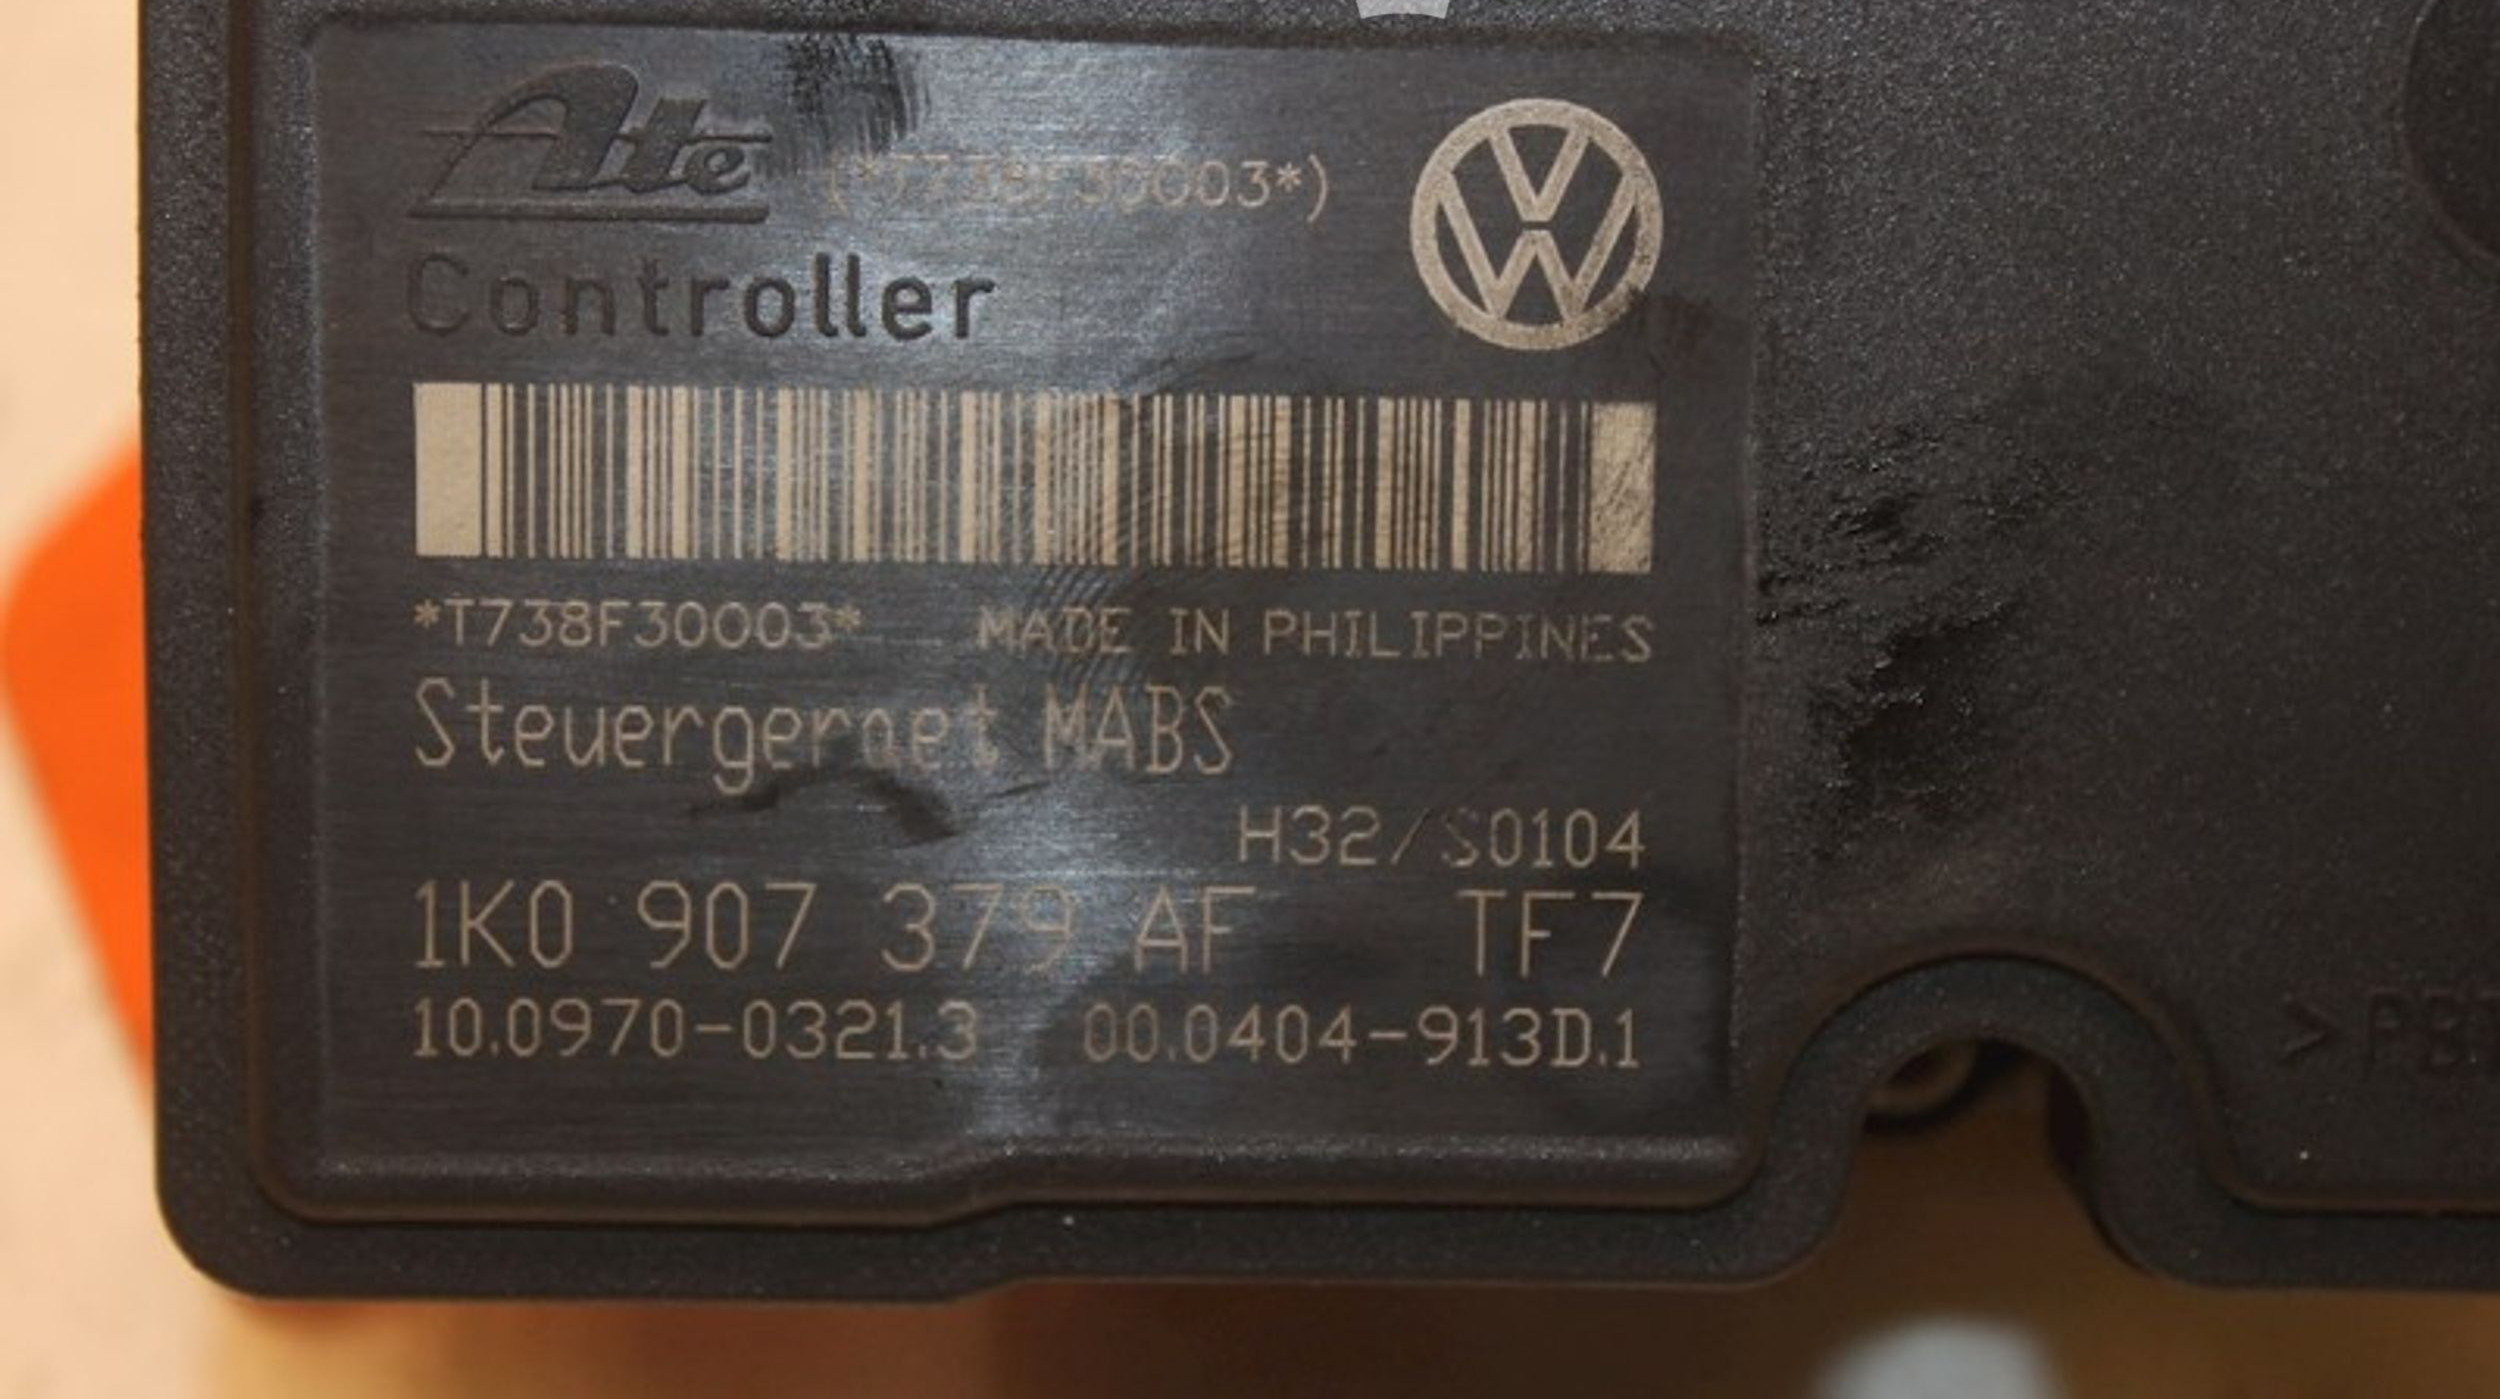 Ate (*T738F30003*)
Controller
*T738F30003* MADE IN PHILIPPINES
Steuergeraet MABS
H32/S0104
1K0 907 379 AF TF7
10.0970-0321.3 00.0404-913D.1